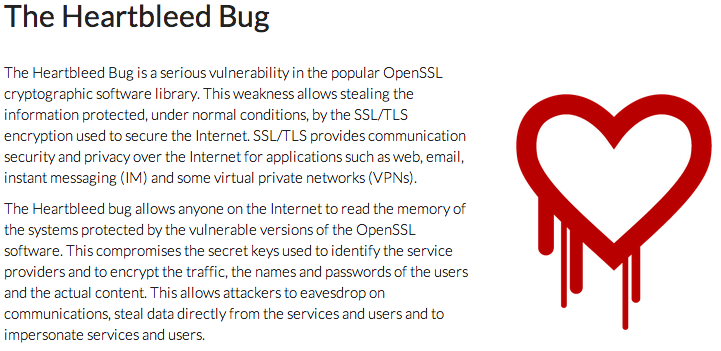 The Heartbleed Bug
The Heartbleed Bug is a serious vulnerability in the popular OpenSSL
cryptographic software library. This weakness allows stealing the
information protected, under normal conditions, by the SSL/TLS
encryption used to secure the Internet. SSL/TLS provides communication
security and privacy over the Internet for applications such as web, email,
instant messaging (IM) and some virtual private networks (VPNs).
The Heartbleed bug allows anyone on the Internet to read the memory of
the systems protected by the vulnerable versions of the OpenSSL
software. This compromises the secret keys used to identify the service
providers and to encrypt the traffic, the names and passwords of the users
and the actual content. This allows attackers to eavesdrop on
communications, steal data directly from the services and users and to
impersonate services and users.